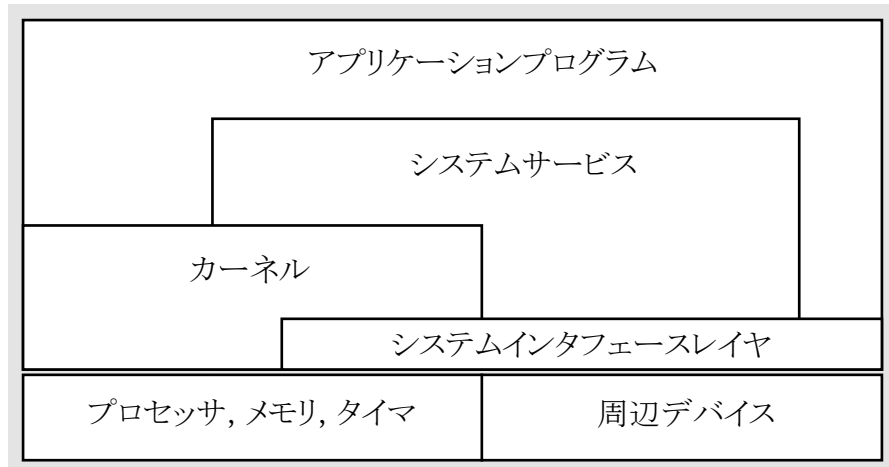 アプリケーションプログラム
システムサービス
カーネル
システムインタフェースレイヤ
プロセッサ, メモリ, タイマ
周辺デバイス